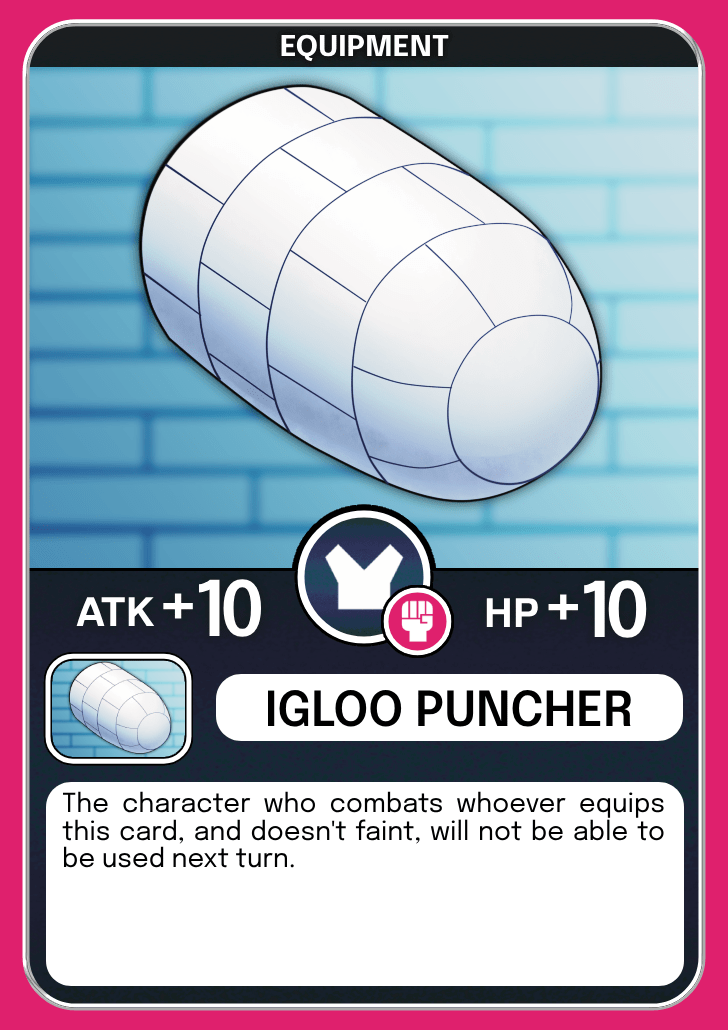 EQUIPMENT
ATK +10
HP +10
IGLOO PUNCHER
The character who combats whoever equips
this card, and doesn't faint, will not be able to
be used next turn.